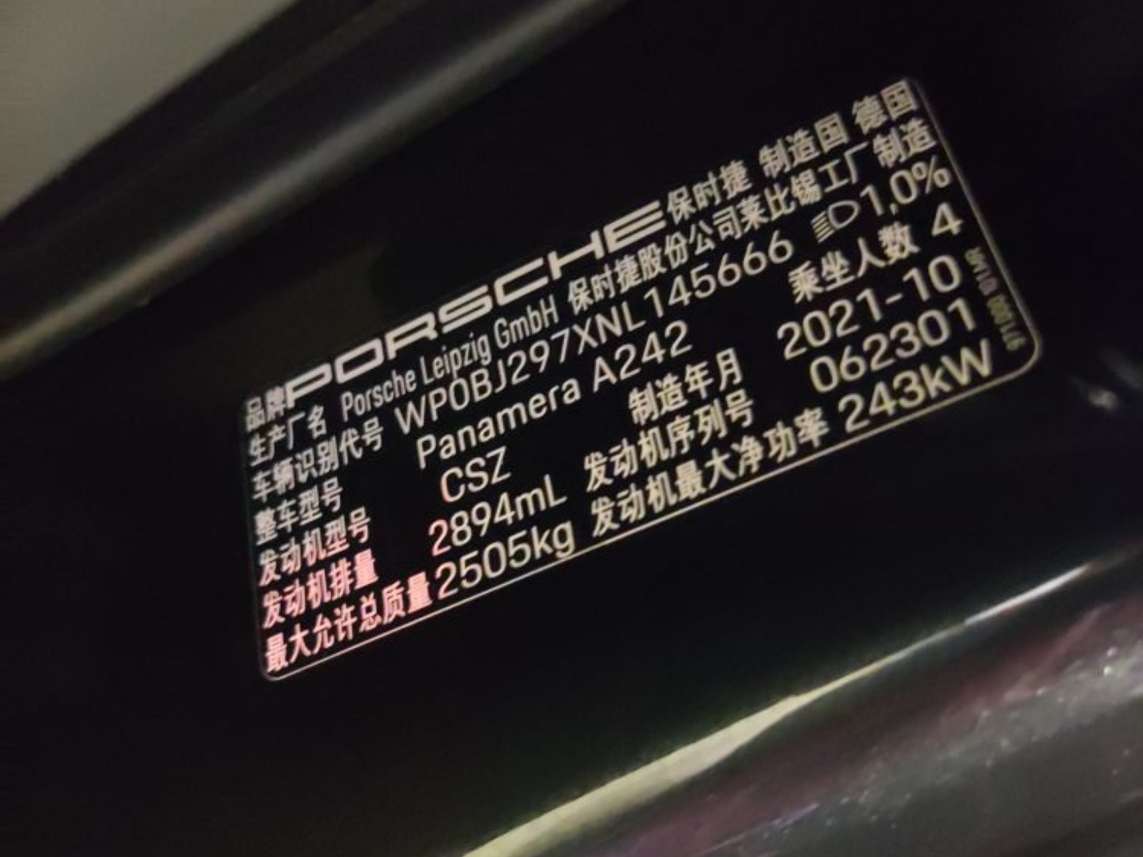 品牌 PORSCHE 保时捷 制造国 德国
生产厂名 Porsche Leipzig GmbH 保时捷股份公司莱比锡工厂制造
车辆识别代号 WP0BJ297XNL145666 1,0%
整车型号 Panamera A242 乘坐人数 4
发动机型号 CSZ 制造年月 2021-10
发动机排量 2894mL 发动机序列号 062301
最大允许总质量 2505kg 发动机最大净功率 243kW